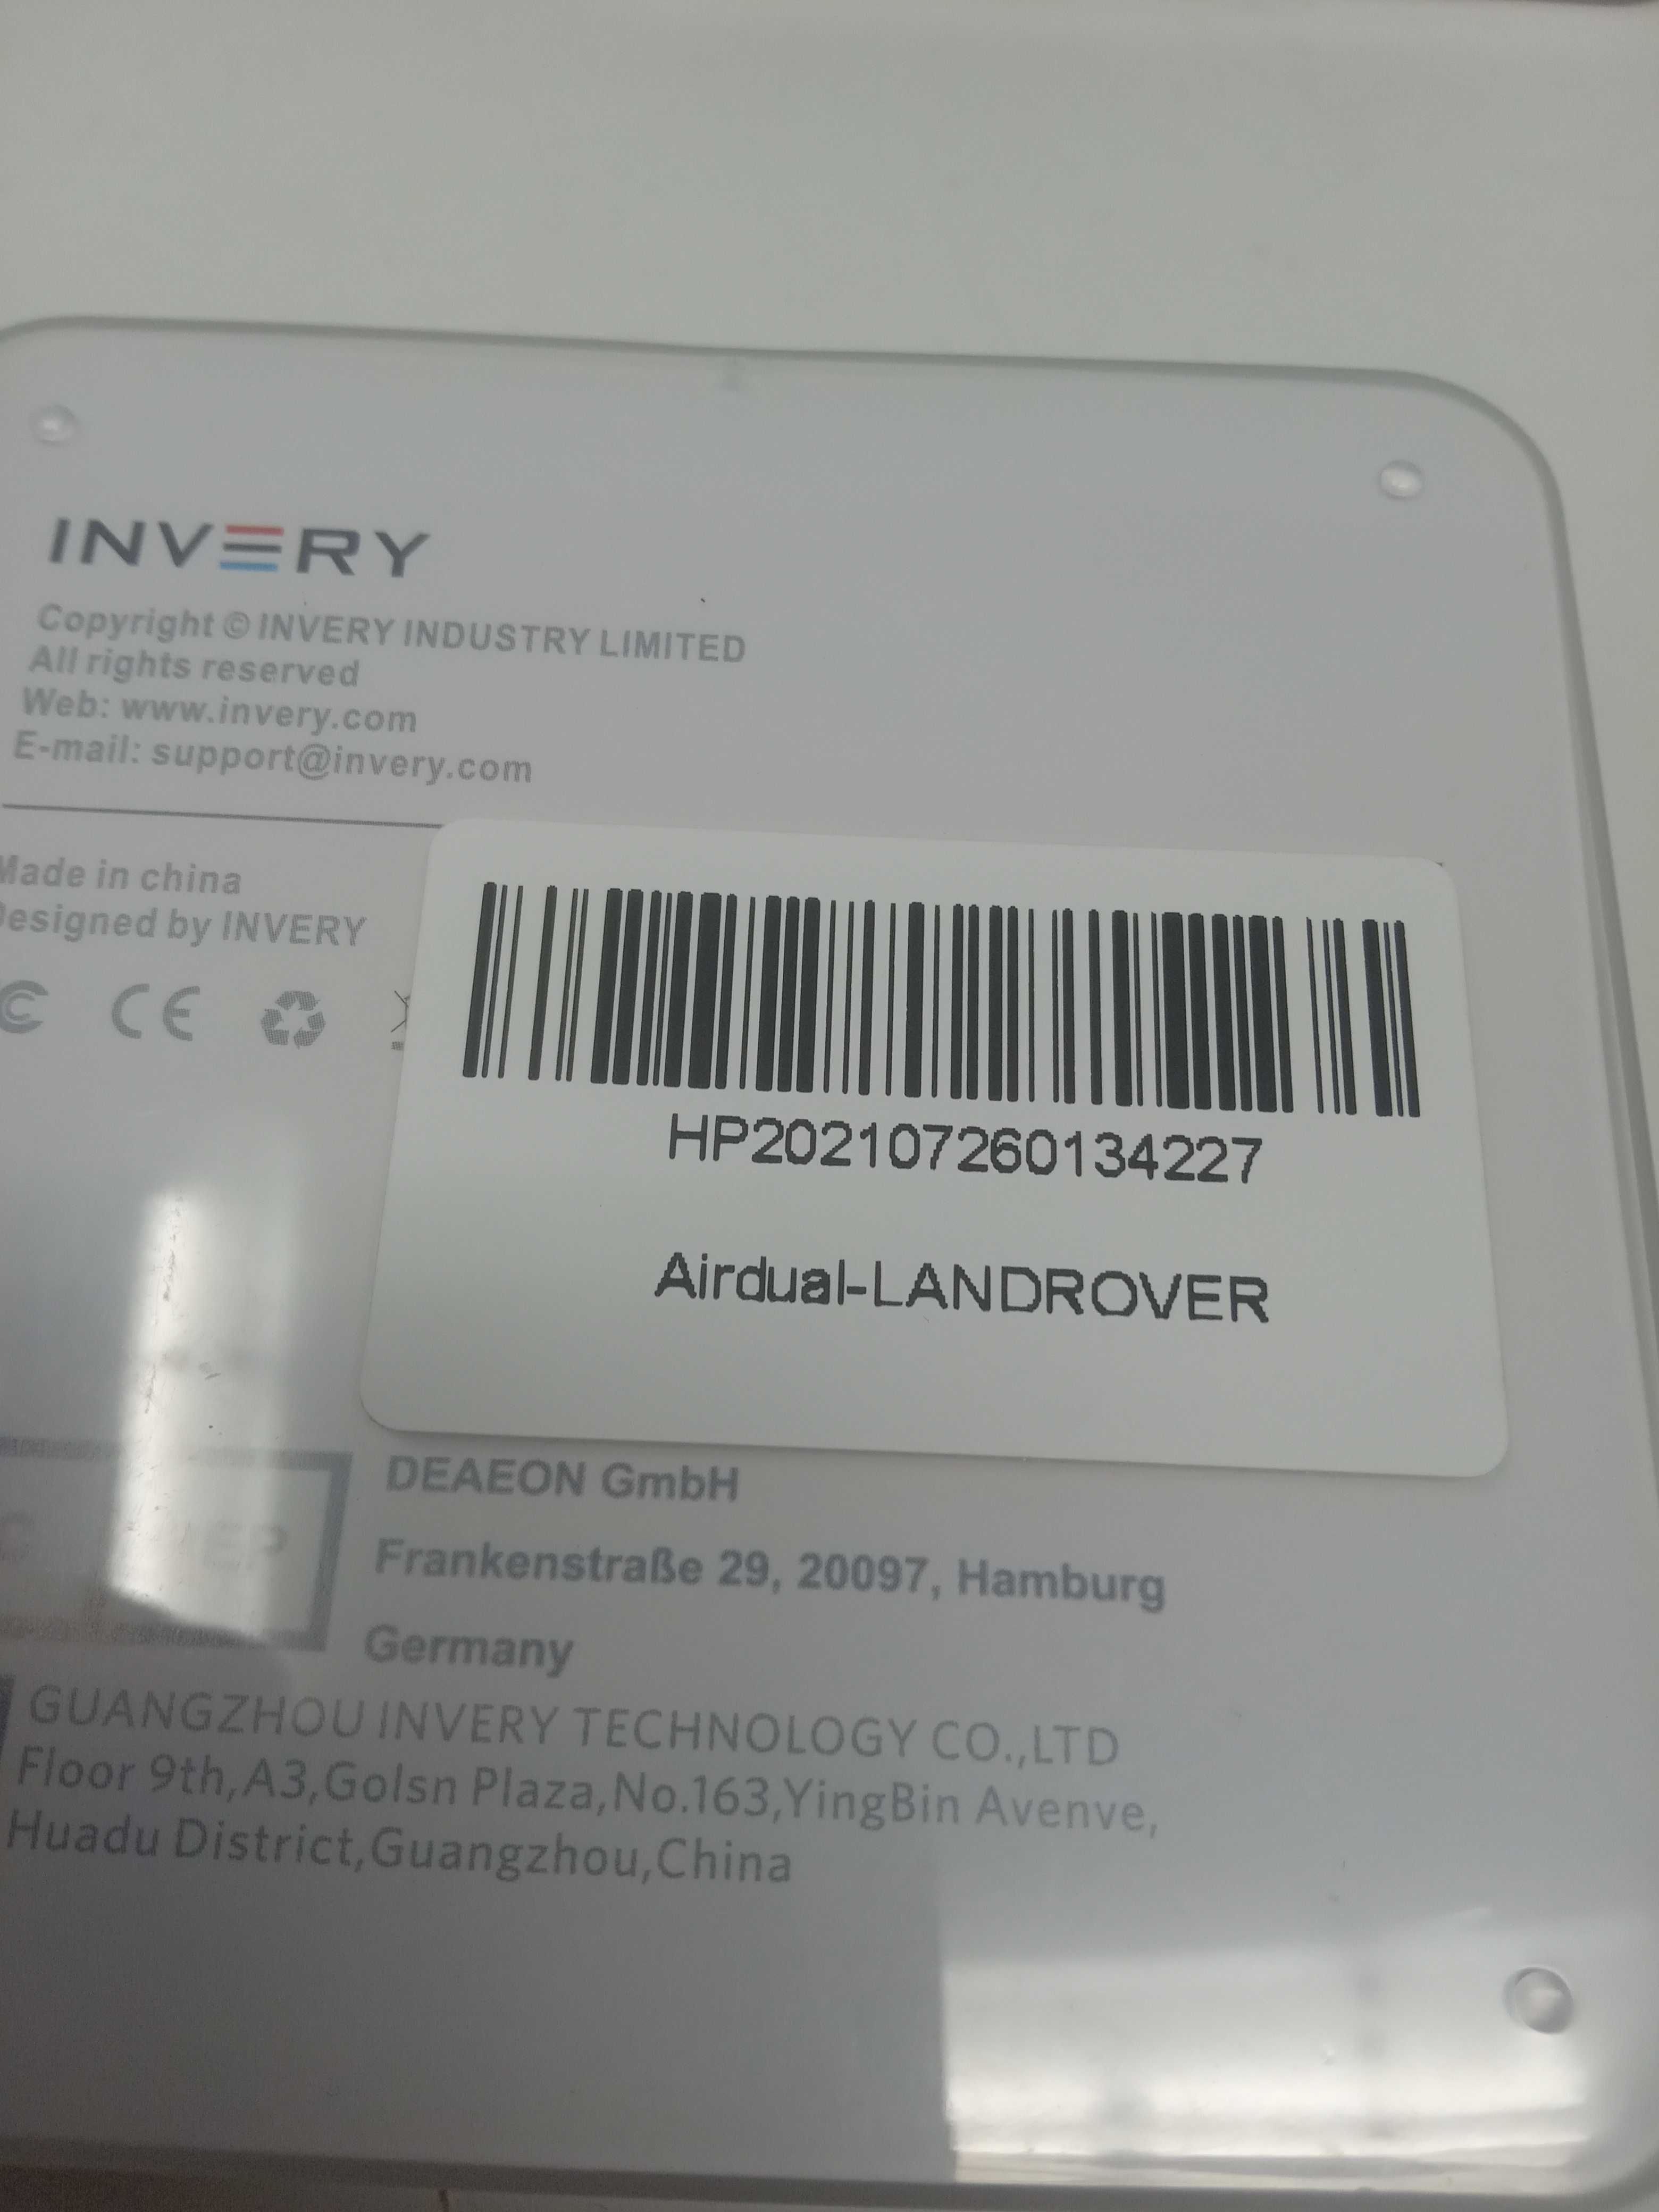 INVERY
Copyright © INVERY INDUSTRY LIMITED
All rights reserved
Web: www.invery.com
E-mail: support@invery.com
Made in china
Designed by INVERY
CE
HP202107260134227
Airdual-LANDROVER
DEAEON GmbH
Frankenstraße 29, 20097, Hamburg
Germany
GUANGZHOU INVERY TECHNOLOGY CO.,LTD
Floor 9th,A3,Golsn Plaza,No.163,YingBin Avenve,
Huadu District,Guangzhou,China